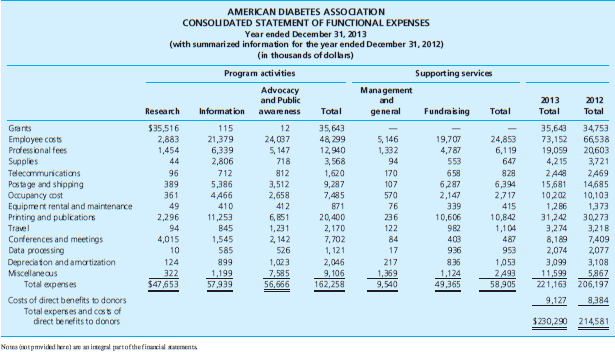 AMERICAN DIABETES ASSOCIATION
CONSOLIDATED STATEMENT OF FUNCTIONAL EXPENSES
Year ended December 31, 2013
(with summarized information for the year ended December 31, 2012)
(in thousands of dollars)
Program activities Supporting services
Research Information Advocacy and Public awareness Total Management and general Fundraising Total 2013 Total 2012 Total
Grants $35,516 115 12 35,643 — — — 35,643 34,753
Employee costs 2,883 21,379 24,037 48,299 5,146 19,707 24,853 73,152 66,538
Professional fees 1,454 6,339 5,147 12,940 1,332 4,787 6,119 19,059 20,603
Supplies 44 2,806 718 3,568 94 553 647 4,215 3,721
Telecommunications 96 712 812 1,620 170 658 828 2,448 2,469
Postage and shipping 389 5,386 3,512 9,287 107 6,287 6,394 15,681 14,685
Occupancy cost 361 4,466 2,658 7,485 570 2,147 2,717 10,202 10,103
Equipment rental and maintenance 49 410 412 871 76 339 415 1,286 1,373
Printing and publications 2,296 11,253 6,851 20,400 236 10,606 10,842 31,242 30,273
Travel 94 845 1,231 2,170 122 982 1,104 3,274 3,218
Conferences and meetings 4,015 1,545 2,142 7,702 84 403 487 8,189 7,409
Data processing 10 585 526 1,121 17 936 953 2,074 2,077
Depreciation and amortization 124 899 1,023 2,046 217 836 1,053 3,099 3,108
Miscellaneous 322 1,199 7,585 9,106 1,369 1,124 2,493 11,599 5,867
Total expenses $47,653 57,939 56,666 162,258 9,540 49,365 58,905 221,163 206,197
Costs of direct benefits to donors 9,127 8,384
Total expenses and costs of
direct benefits to donors $230,290 214,581
Notes (not provided here) are an integral part of the financial statements.